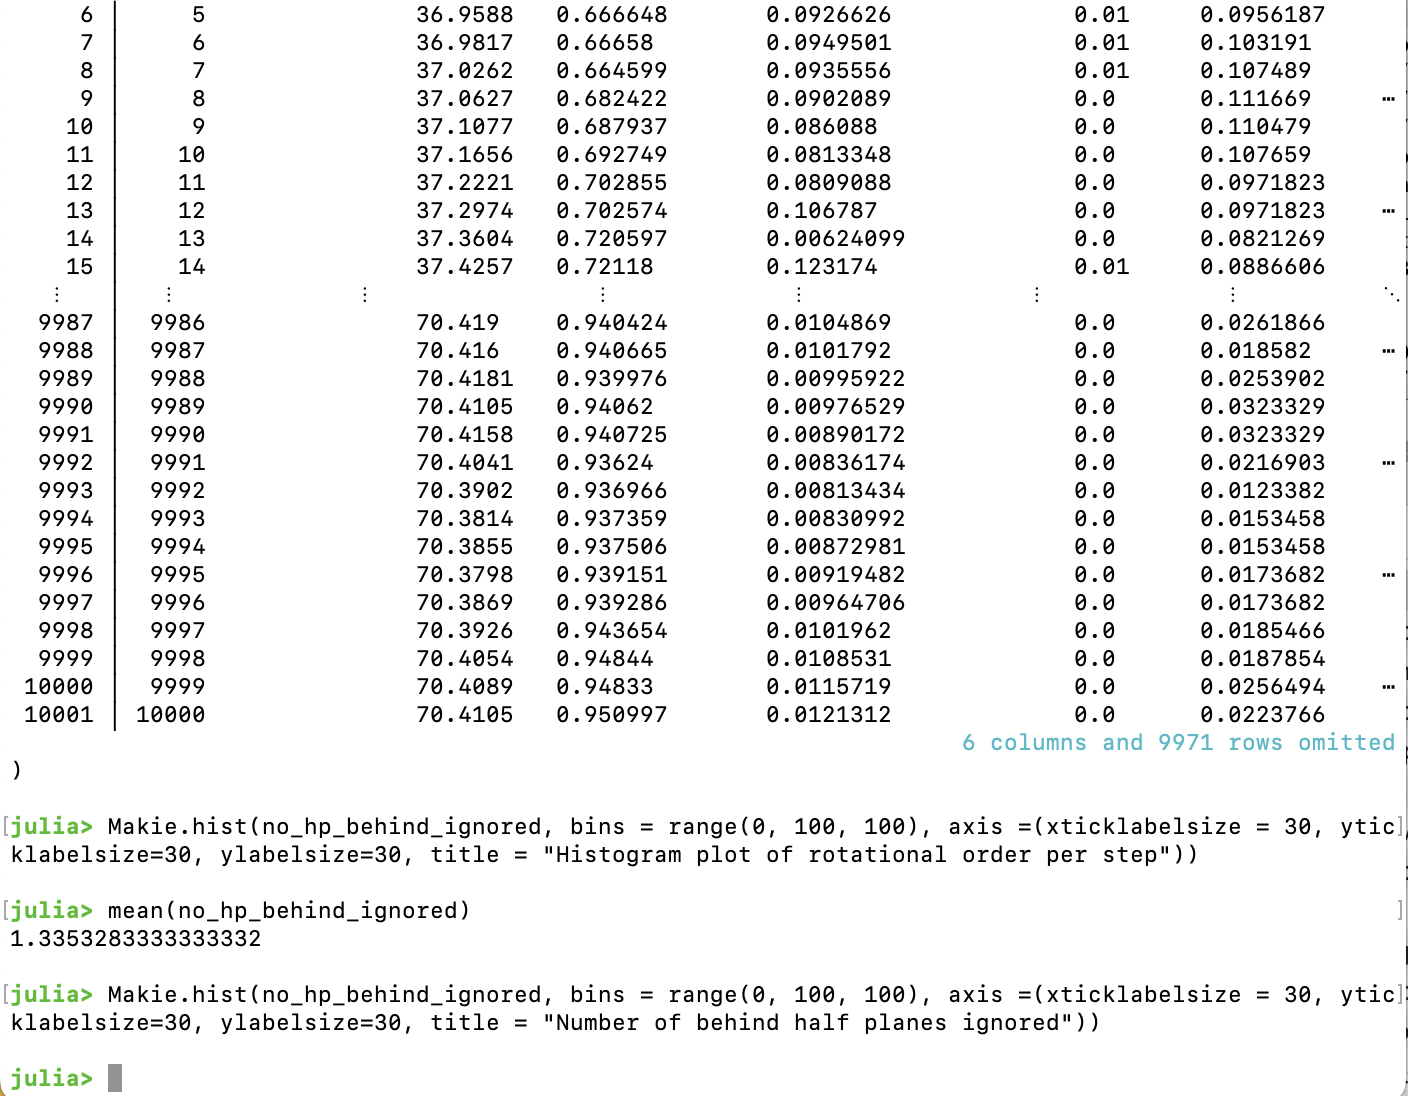 6 5 36.9588 0.666648 0.0926626 0.01 0.0956187
7 6 36.9817 0.66658 0.0949501 0.01 0.103191
8 7 37.0262 0.664599 0.0935556 0.01 0.107489
9 8 37.0627 0.682422 0.0902089 0.0 0.111669 ⋯
10 9 37.1077 0.687937 0.086088 0.0 0.110479
11 10 37.1656 0.692749 0.0813348 0.0 0.107659
12 11 37.2221 0.702855 0.0809088 0.0 0.0971823
13 12 37.2974 0.702574 0.106787 0.0 0.0971823 ⋯
14 13 37.3604 0.720597 0.00624099 0.0 0.0821269
15 14 37.4257 0.72118 0.123174 0.01 0.0886606
⋮ ⋮ ⋮ ⋮ ⋮ ⋮ ⋮ ⋱
9987 9986 70.419 0.940424 0.0104869 0.0 0.0261866
9988 9987 70.416 0.940665 0.0101792 0.0 0.018582 ⋯
9989 9988 70.4181 0.939976 0.00995922 0.0 0.0253902
9990 9989 70.4105 0.94062 0.00976529 0.0 0.0323329
9991 9990 70.4158 0.940725 0.00890172 0.0 0.0323329
9992 9991 70.4041 0.93624 0.00836174 0.0 0.0216903 ⋯
9993 9992 70.3902 0.936966 0.00813434 0.0 0.0123382
9994 9993 70.3814 0.937359 0.00830992 0.0 0.0153458
9995 9994 70.3855 0.937506 0.00872981 0.0 0.0153458
9996 9995 70.3798 0.939151 0.00919482 0.0 0.0173682 ⋯
9997 9996 70.3869 0.939286 0.00964706 0.0 0.0173682
9998 9997 70.3926 0.943654 0.0101962 0.0 0.0185466
9999 9998 70.4054 0.94844 0.0108531 0.0 0.0187854
10000 9999 70.4089 0.94833 0.0115719 0.0 0.0256494 ⋯
10001 10000 70.4105 0.950997 0.0121312 0.0 0.0223766
6 columns and 9971 rows omitted
)
[julia> Makie.hist(no_hp_behind_ignored, bins = range(0, 100, 100), axis =(xticklabelsize = 30, ytic]
klabelsize=30, ylabelsize=30, title = "Histogram plot of rotational order per step"))
[julia> mean(no_hp_behind_ignored) ]
1.3353283333333332
[julia> Makie.hist(no_hp_behind_ignored, bins = range(0, 100, 100), axis =(xticklabelsize = 30, ytic]
klabelsize=30, ylabelsize=30, title = "Number of behind half planes ignored"))
julia>